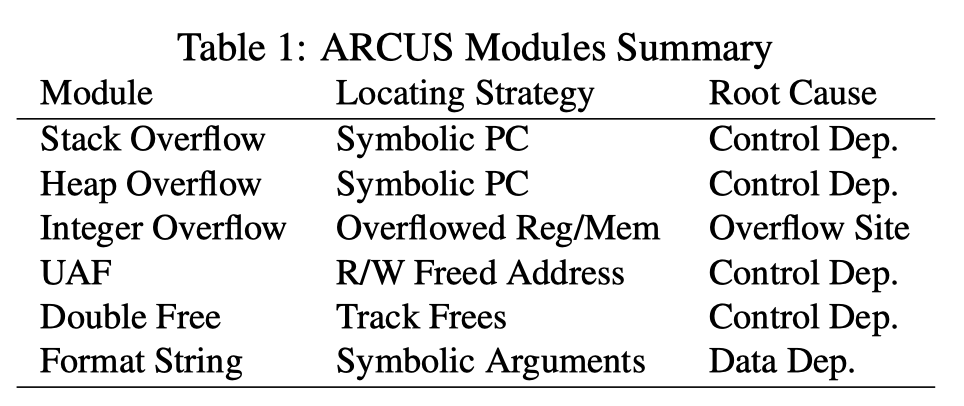 Table 1: ARCUS Modules Summary
Module Locating Strategy Root Cause
Stack Overflow Symbolic PC Control Dep.
Heap Overflow Symbolic PC Control Dep.
Integer Overflow Overflowed Reg/Mem Overflow Site
UAF R/W Freed Address Control Dep.
Double Free Track Frees Control Dep.
Format String Symbolic Arguments Data Dep.